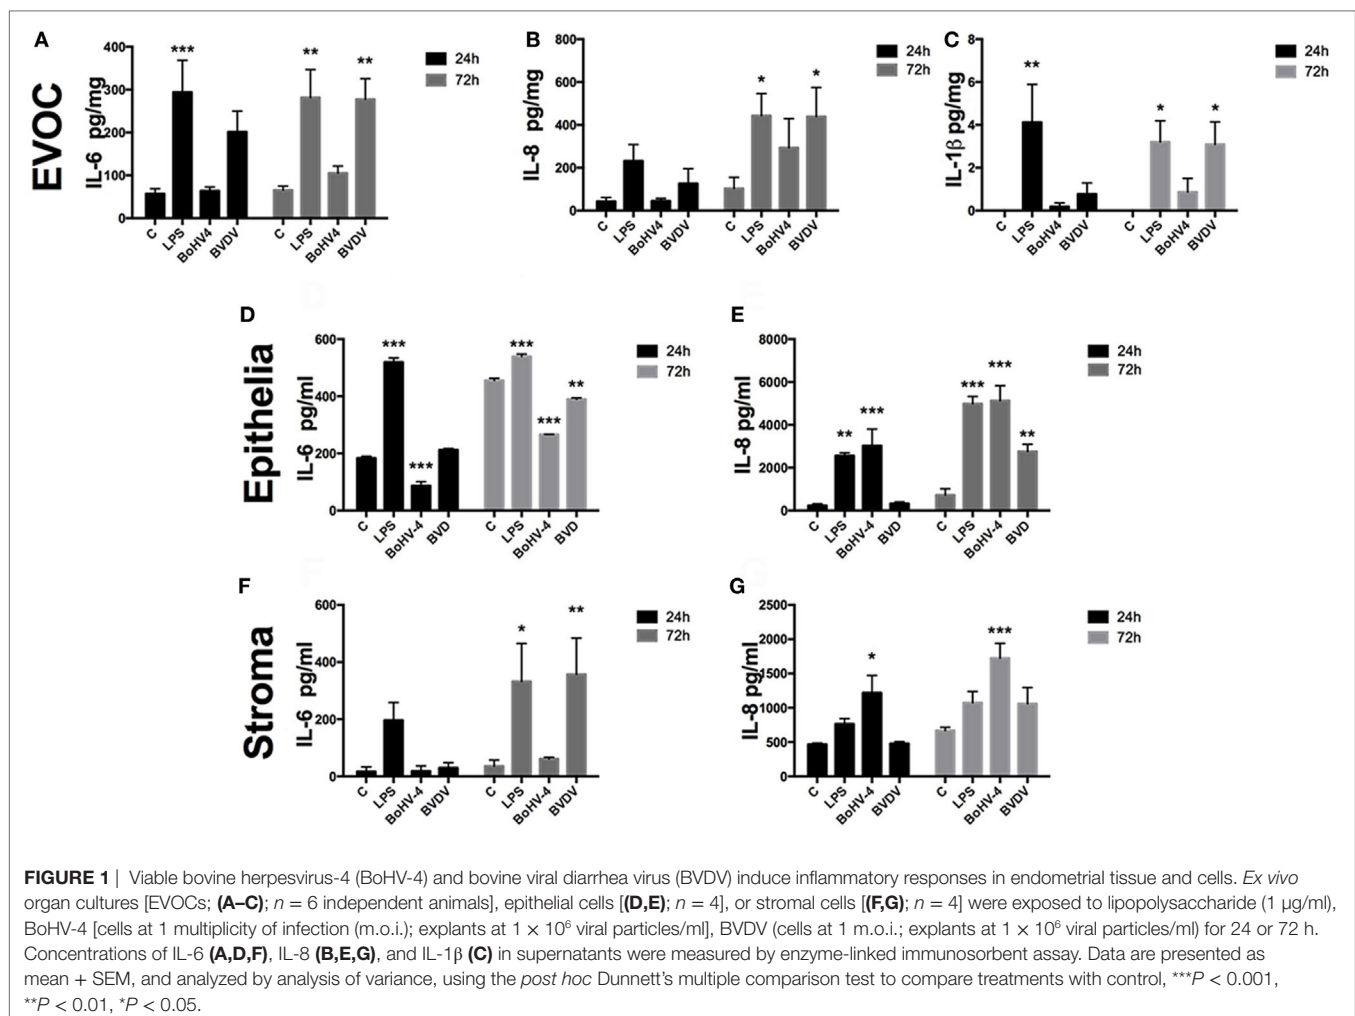 A
EVOC
IL-6 pg/mg
400
300
200
100
0
***
**
**
C
LPS
BoHV4
BVDV
C
LPS
BoHV4
BVDV
24h
72h
B
IL-8 pg/mg
800
600
400
200
0
*
*
C
LPS
BoHV4
BVDV
C
LPS
BoHV4
BVDV
24h
72h
C
IL-1β pg/mg
8
6
4
2
0
**
*
*
C
LPS
BoHV4
BVDV
C
LPS
BoHV4
BVDV
24h
72h
D
Epithelia
IL-6 pg/ml
600
400
200
0
***
***
***
***
**
C
LPS
BoHV-4
BVD
C
LPS
BoHV-4
BVD
24h
72h
E
IL-8 pg/ml
8000
6000
4000
2000
0
**
***
***
***
**
C
LPS
BoHV-4
BVD
C
LPS
BoHV-4
BVD
24h
72h
F
Stroma
IL-6 pg/ml
600
400
200
0
*
**
C
LPS
BoHV-4
BVDV
C
LPS
BoHV-4
BVDV
24h
72h
G
IL-8 pg/ml
2500
2000
1500
1000
500
0
*
***
C
LPS
BoHV-4
BVDV
C
LPS
BoHV-4
BVDV
24h
72h
FIGURE 1 | Viable bovine herpesvirus-4 (BoHV-4) and bovine viral diarrhea virus (BVDV) induce inflammatory responses in endometrial tissue and cells. Ex vivo
organ cultures [EVOCs; (A–C); n = 6 independent animals], epithelial cells [(D,E); n = 4], or stromal cells [(F,G); n = 4] were exposed to lipopolysaccharide (1 µg/ml),
BoHV-4 [cells at 1 multiplicity of infection (m.o.i.); explants at 1 × 10⁶ viral particles/ml], BVDV (cells at 1 m.o.i.; explants at 1 × 10⁶ viral particles/ml) for 24 or 72 h.
Concentrations of IL-6 (A,D,F), IL-8 (B,E,G), and IL-1β (C) in supernatants were measured by enzyme-linked immunosorbent assay. Data are presented as
mean + SEM, and analyzed by analysis of variance, using the post hoc Dunnett's multiple comparison test to compare treatments with control, ***P < 0.001,
**P < 0.01, *P < 0.05.